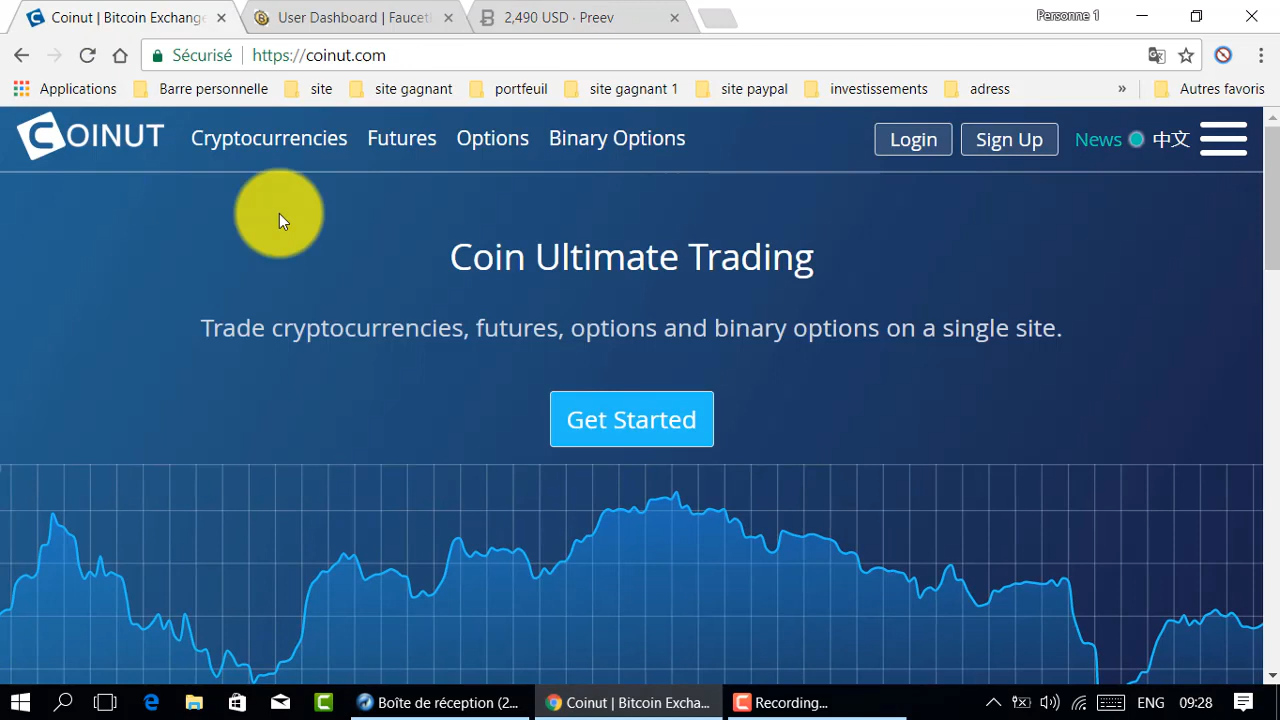 Coinut | Bitcoin Exchange
User Dashboard | Faucet
2,490 USD · Preev
Personne 1
Sécurisé
https://coinut.com
Applications
Barre personnelle
site
site gagnant
portfeuil
site gagnant 1
site paypal
investissements
adress
»
Autres favoris
COINUT
Cryptocurrencies
Futures
Options
Binary Options
Login
Sign Up
News
中文
Coin Ultimate Trading
Trade cryptocurrencies, futures, options and binary options on a single site.
Get Started
Boîte de réception (2...
Coinut | Bitcoin Excha...
Recording...
ENG
09:28